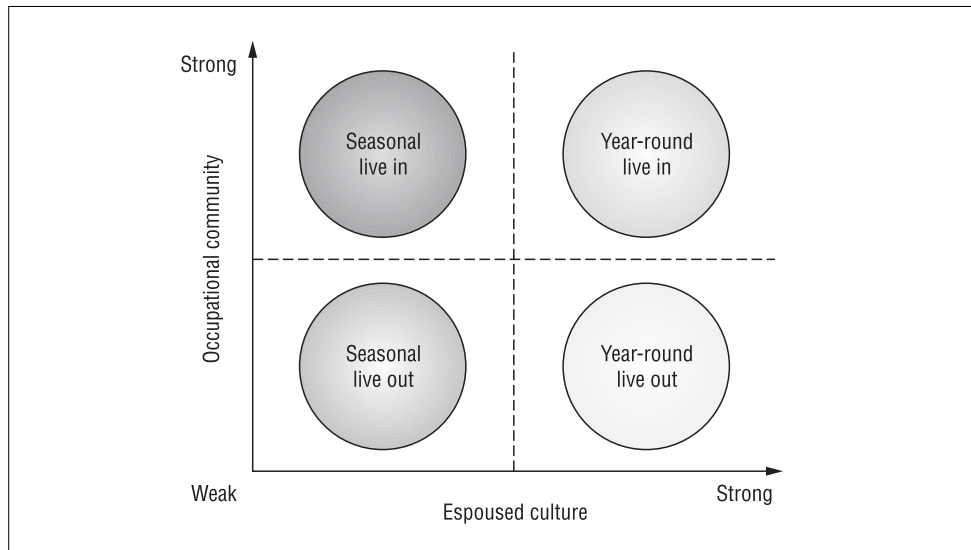 Strong
Occupational community
Seasonal
live in
Year-round
live in
Seasonal
live out
Year-round
live out
Weak
Strong
Espoused culture